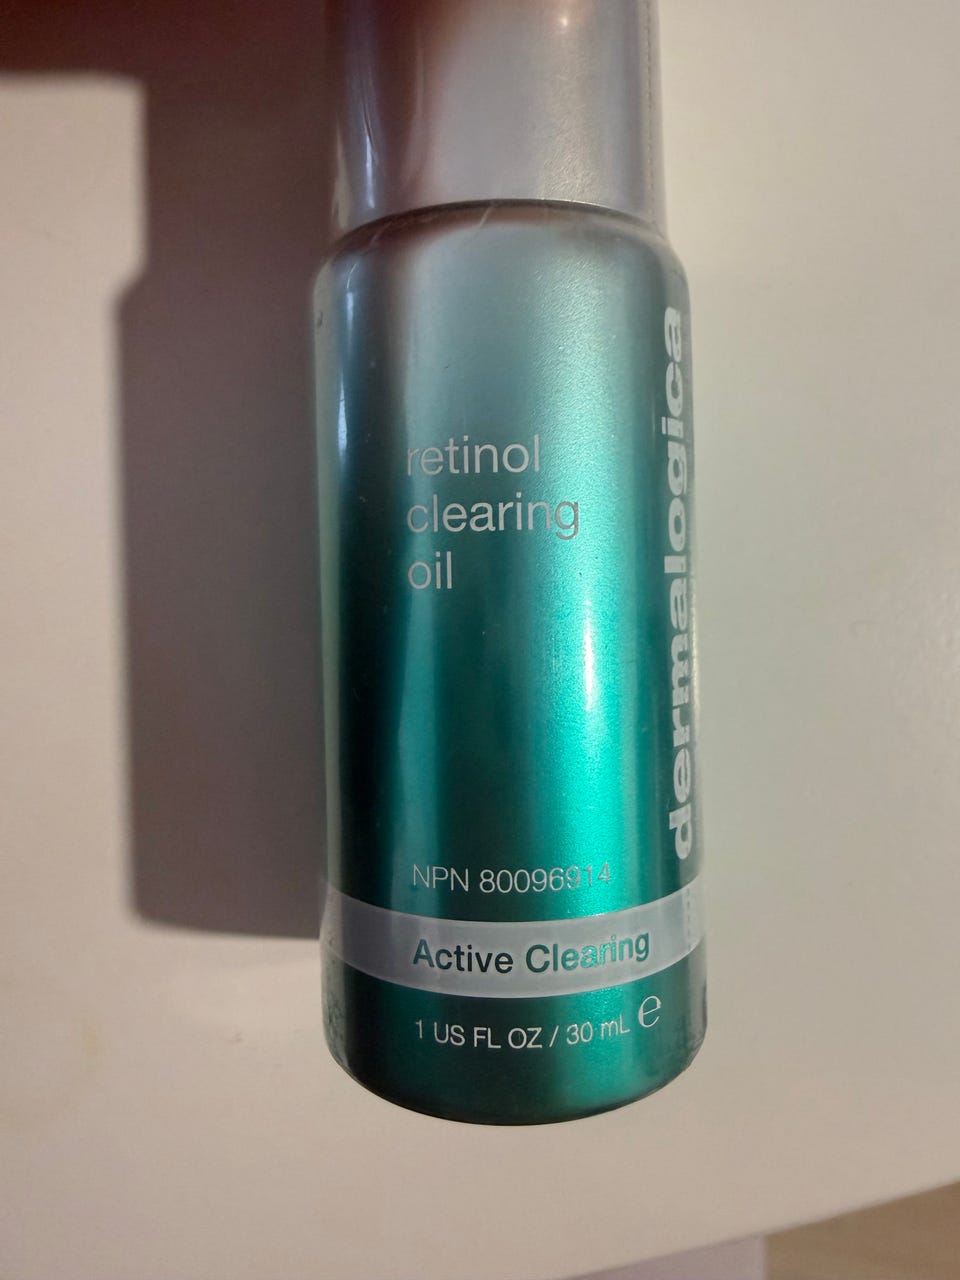 retinol
clearing
oil
dermalogica
NPN 80096914
Active Clearing
1 US FL OZ / 30 mL ℮